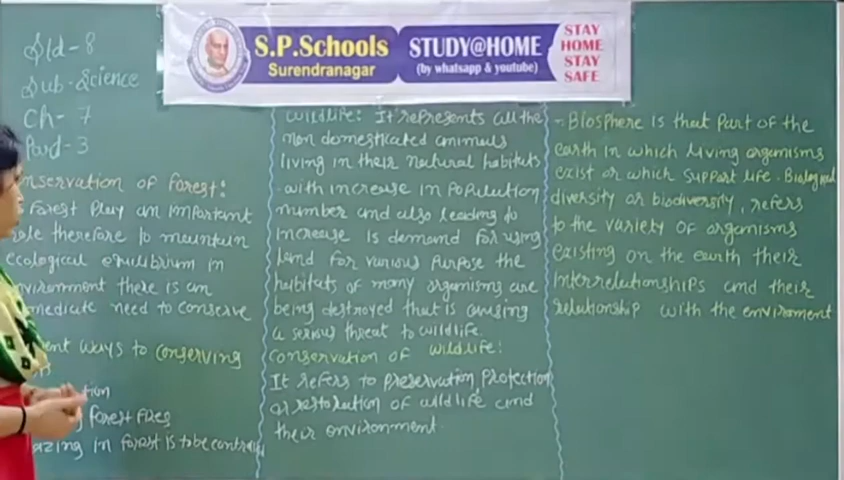 S.P.Schools
Surendranagar
STUDY@HOME
(by whatsapp & youtube)
STAY
HOME
STAY
SAFE
Std-8
Sub-Science
Ch-7
Part-3
nservation of forest:
Forest play an important
ole therefore to maintain
ecological equilibrium in
nvironment there is an
mediate need to conserve
ent ways to conserving
tion
forest fires
azing in forest is to be
wildlife: It represents all the
non domesticated animals
living in their natural habitats
.with increase in population
number and also leading to
increase is demand for using
land for various purpose the
habitats of many organisms are
being destroyed that is causing
a serious threat to wildlife.
conservation of wildlife:
It refers to preservation, protection
or restoration of wildlife and
their environment.
- Biosphere is that part of the
earth in which living organisms
exist or which support life. Biological
diversity or biodiversity, refers
to the variety of organisms
existing on the earth their
interrelationships and their
relationship with the enviroment